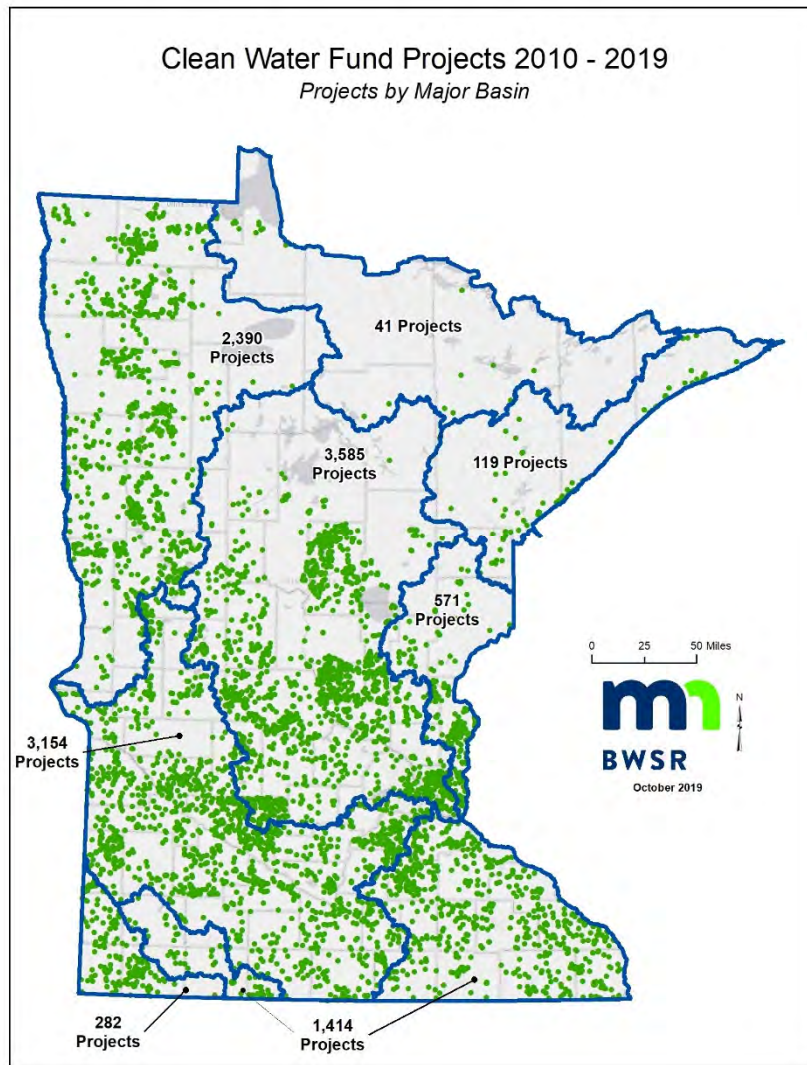 Clean Water Fund Projects 2010 - 2019
Projects by Major Basin
41 Projects
2,390
Projects
3,585
Projects
119 Projects
571
Projects
0 25 50 Miles
N
3,154
Projects
mn
BWSR
October 2019
282
Projects
1,414
Projects